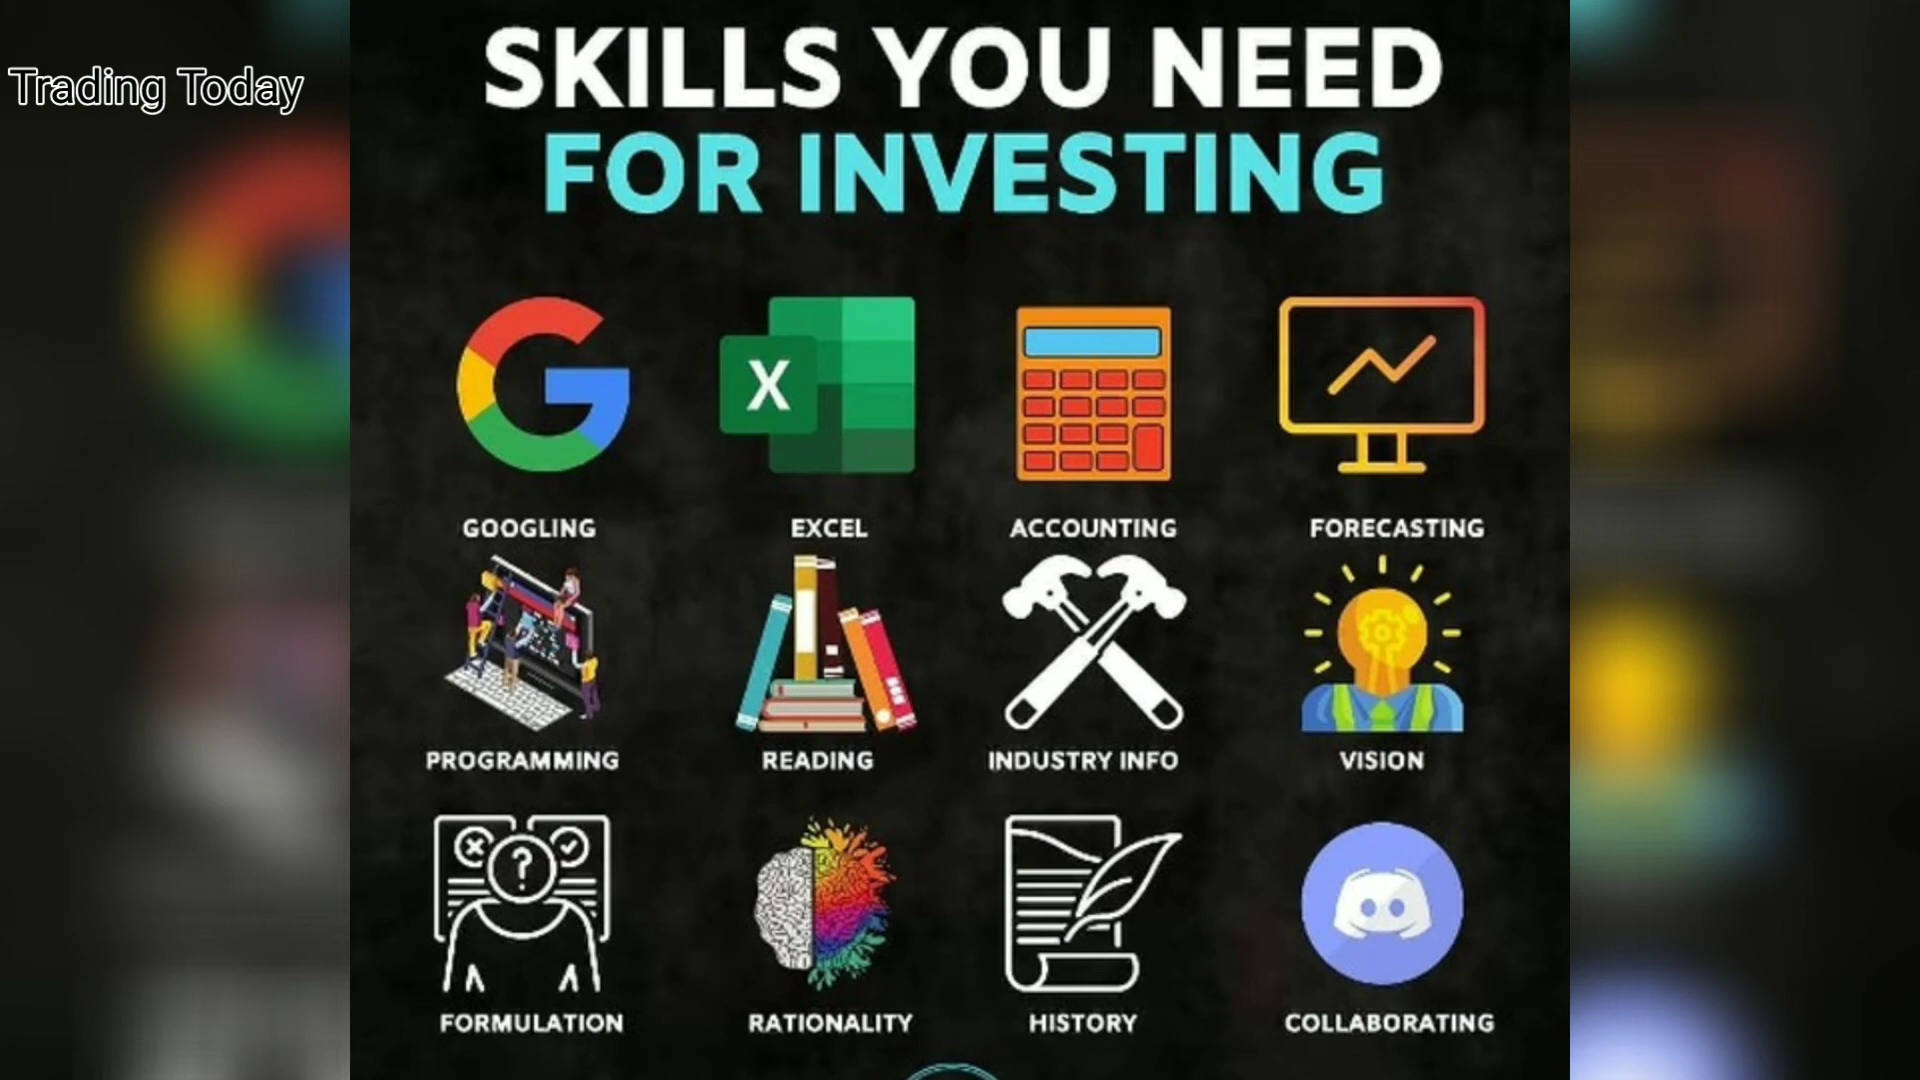 Trading Today
SKILLS YOU NEED
FOR INVESTING
X
GOOGLING
EXCEL
ACCOUNTING
FORECASTING
PROGRAMMING
READING
INDUSTRY INFO
VISION
?
FORMULATION
RATIONALITY
HISTORY
COLLABORATING